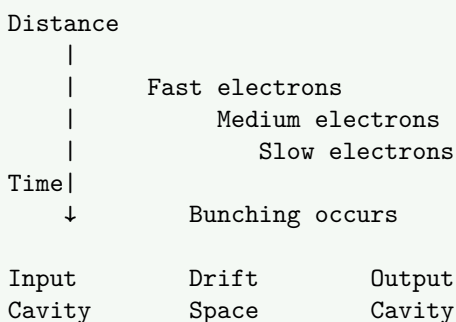 Distance
|
| Fast electrons
| Medium electrons
| Slow electrons
Time|
↓ Bunching occurs
Input Drift Output
Cavity Space Cavity